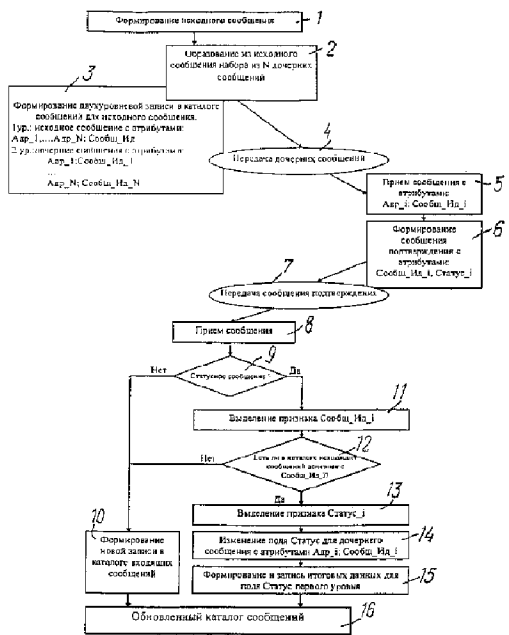 Формирование исходного сообщения
1
2
Образование из исходного
сообщения набора из N дочерних
сообщений
3
Формирование двухуровневой записи в каталог
сообщений для исходного сообщения.
1 ур.: исходное сообщение с атрибутами:
Адр_1,...,Адр_N; Сообщ_Ид
2 ур.: дочерние сообщения с атрибутами:
Адр_1; Сообщ_Ид_1
...
Адр_N; Сообщ_Ид_N
4
Передача дочерних сообщений
5
Прием сообщения с
атрибутами:
Адр_i; Сообщ_Ид_i
6
Формирование
сообщения
подтверждения с
атрибутами:
Сообщ_Ид_i, Статус_i
7
Передача сообщения подтверждения
Прием сообщения
8
9
Нет
Статусное сообщение?
Да
11
Выделение признака Сообщ_Ид_i
12
Нет
Есть ли в каталоге исходящих
сообщений дочернее с
Сообщ_Ид_i?
Да
13
Выделение признака Статус_i
10
Формирование
новой записи в
каталоге входящих
сообщений
14
Изменение поля Статус для дочернего
сообщения с атрибутами Адр_i; Сообщ_Ид_i
15
Формирование и запись итоговых данных для
поля Статус первого уровня
Обновленный каталог сообщений
16